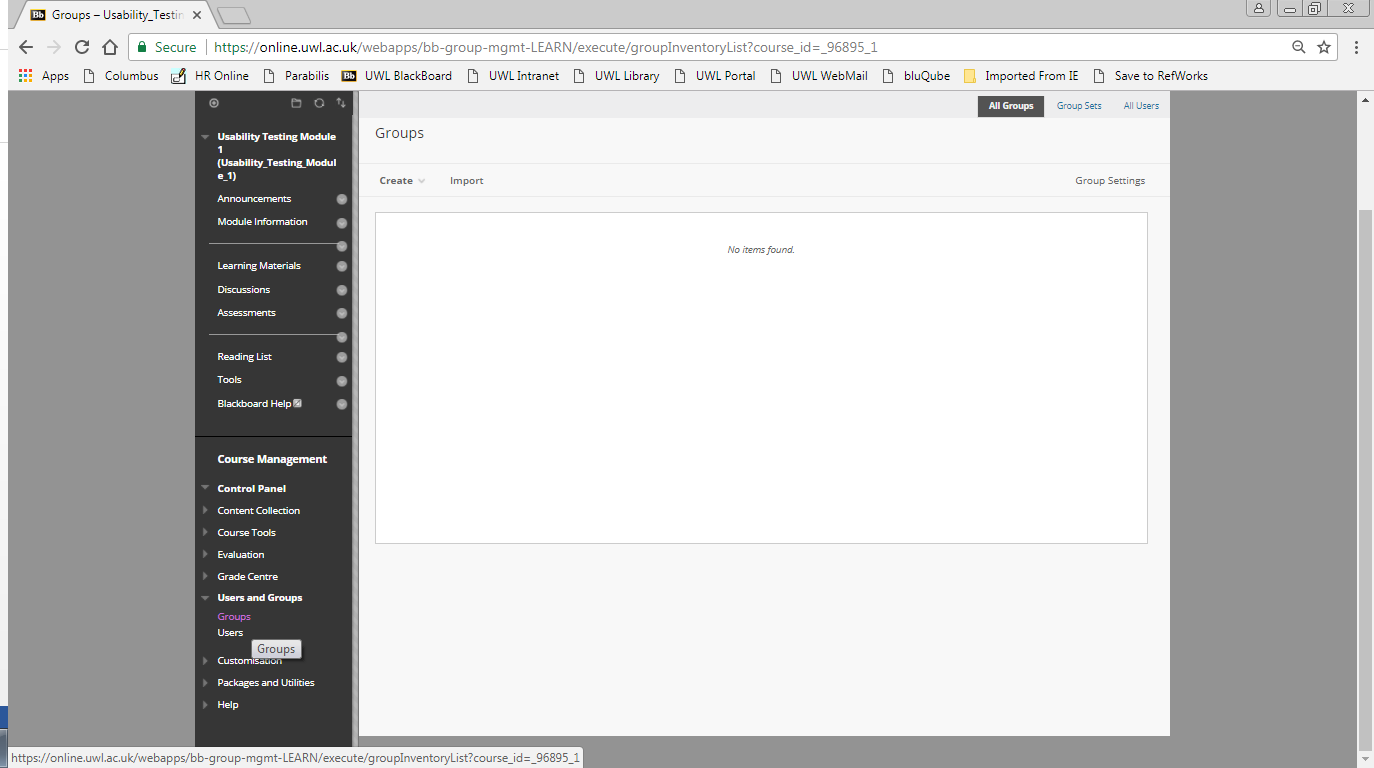 Groups – Usability_Testin
Secure https://online.uwl.ac.uk/webapps/bb-group-mgmt-LEARN/execute/groupInventoryList?course_id=_96895_1
Apps Columbus HR Online Parabilis Bb UWL BlackBoard UWL Intranet UWL Library UWL Portal UWL WebMail bluQube Imported From IE Save to RefWorks
All Groups Group Sets All Users
Groups
Create Import Group Settings
No items found.
Usability Testing Module
1
(Usability_Testing_Modul
e_1)
Announcements
Module Information
Learning Materials
Discussions
Assessments
Reading List
Tools
Blackboard Help
Course Management
Control Panel
Content Collection
Course Tools
Evaluation
Grade Centre
Users and Groups
Groups
Users
Groups
Customisation
Packages and Utilities
Help
https://online.uwl.ac.uk/webapps/bb-group-mgmt-LEARN/execute/groupInventoryList?course_id=_96895_1